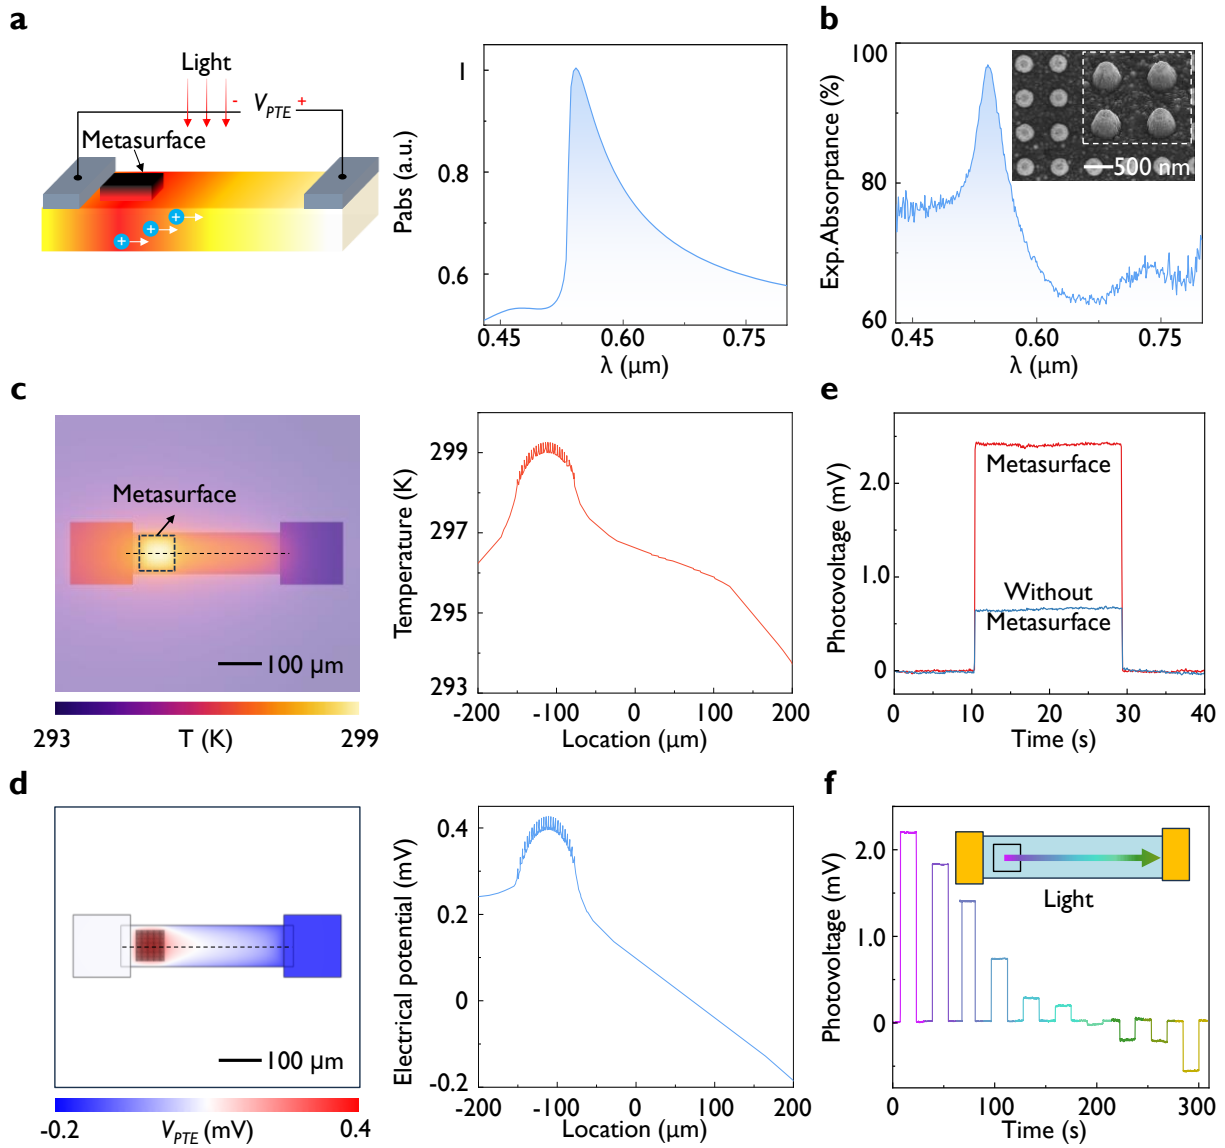 a
Light
- V_PTE +
Metasurface
+ + +
Pabs (a.u.)
1
0.8
0.6
0.45 0.60 0.75
λ (μm)
b
Exp.Absorptance (%)
100
80
60
500 nm
0.45 0.60 0.75
λ (μm)
c
Metasurface
100 μm
293 299
T (K)
Temperature (K)
299
297
295
293
-200 -100 0 100 200
Location (μm)
e
Photovoltage (mV)
2.0
1.0
0
Metasurface
Without
Metasurface
0 10 20 30 40
Time (s)
d
100 μm
-0.2 V_PTE (mV) 0.4
Electrical potential (mV)
0.4
0.2
0
-0.2
-200 -100 0 100 200
Location (μm)
f
Photovoltage (mV)
2.0
1.0
0
Light
0 100 200 300
Time (s)